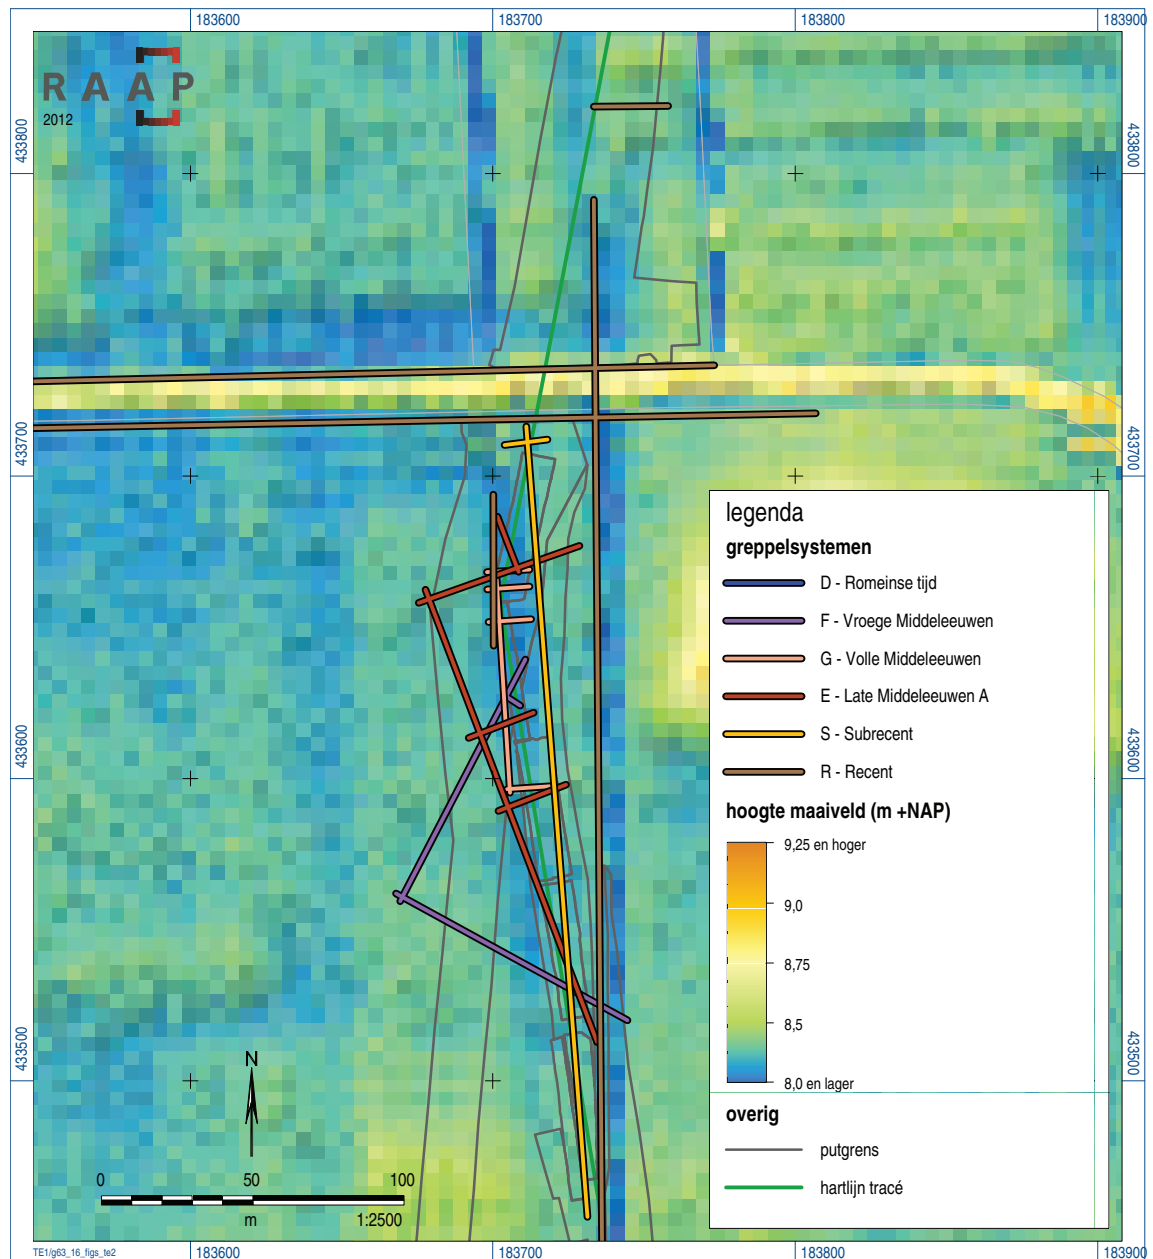 183600
183700
183800
183900
RAAP
2012
433800
433800
433700
433700
433600
433600
433500
433500
legenda
greppelsystemen
D - Romeinse tijd
F - Vroege Middeleeuwen
G - Volle Middeleeuwen
E - Late Middeleeuwen A
S - Subrecent
R - Recent
hoogte maaiveld (m +NAP)
9,25 en hoger
9,0
8,75
8,5
8,0 en lager
overig
putgrens
hartlijn tracé
N
0 50 100
m 1:2500
TE1/g63_16_figs_te2
183600
183700
183800
183900